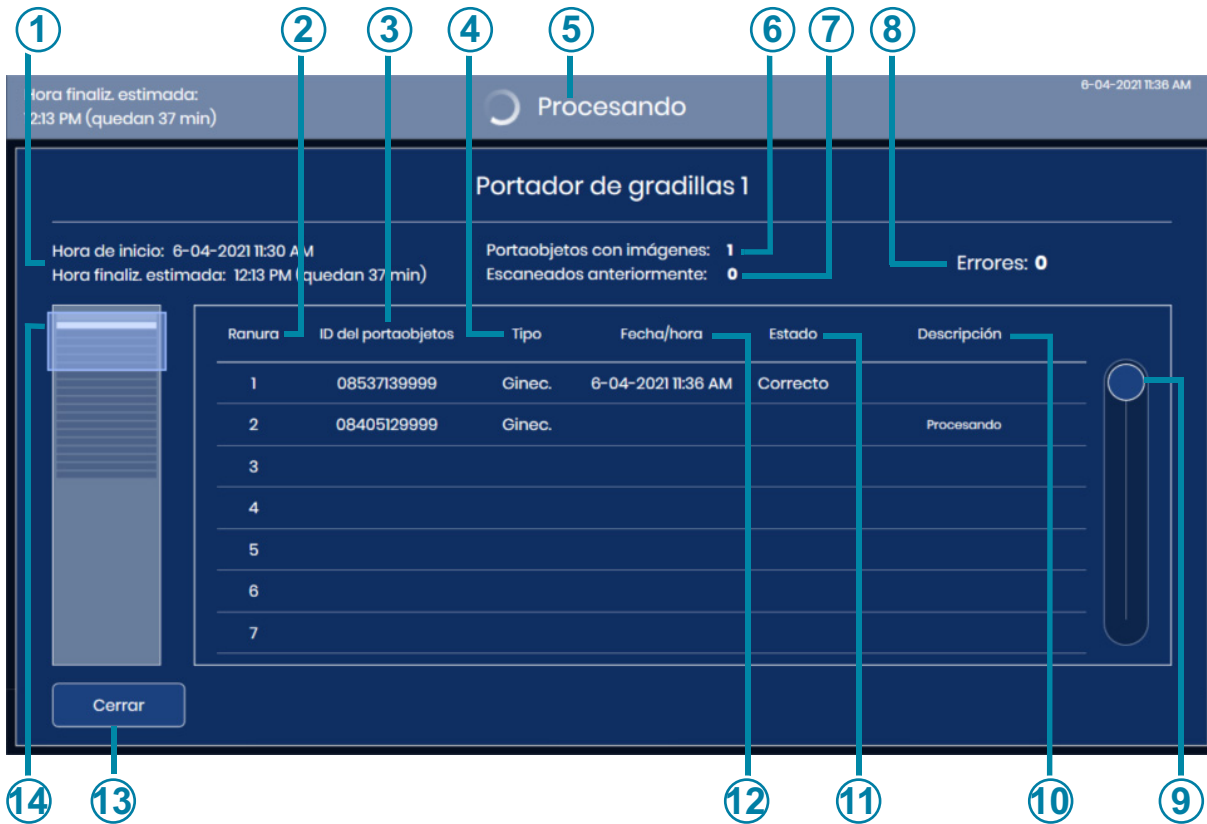 1 2 3 4 5 6 7 8
Hora finaliz. estimada:
12:13 PM (quedan 37 min)
Procesando
6-04-2021 11:36 AM
Portador de gradillas 1
Hora de inicio: 6-04-2021 11:30 AM
Hora finaliz. estimada: 12:13 PM (quedan 37 min)
Portaobjetos con imágenes: 1
Escaneados anteriormente: 0
Errores: 0
Ranura ID del portaobjetos Tipo Fecha/hora Estado Descripción
1 08537139999 Ginec. 6-04-2021 11:36 AM Correcto
2 08405129999 Ginec. Procesando
3
4
5
6
7
Cerrar
14 13 12 11 10 9